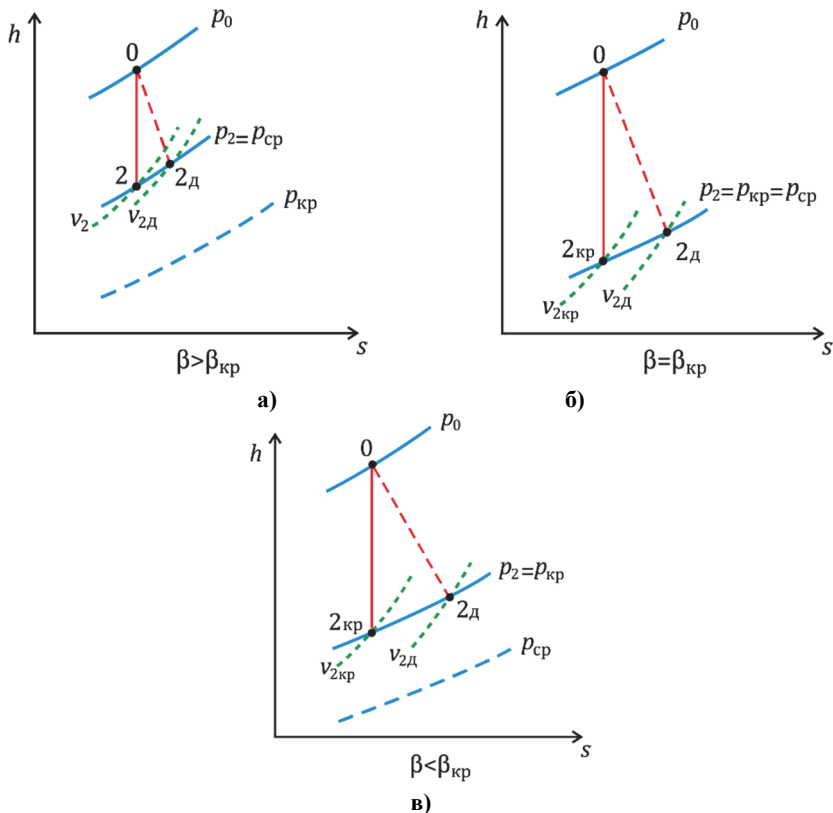 h
p₀
0
p₂=pср
2
2д
v₂
v₂д
pкр
s
β>βкр
а)
h
p₀
0
p₂=pкр=pср
2кр
2д
v₂кр
v₂д
s
β=βкр
б)
h
p₀
0
p₂=pкр
2кр
2д
v₂кр
v₂д
pср
s
β<βкр
в)